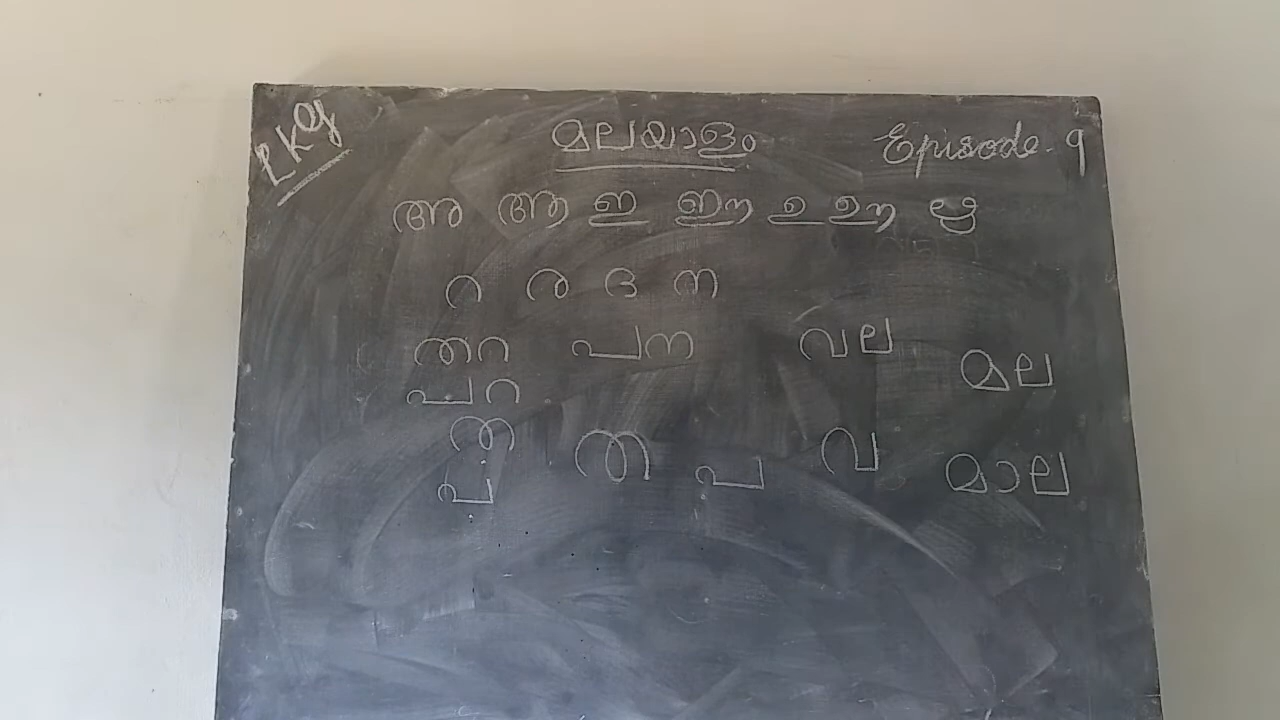 LKG മലയാളം Episode-9
അ ആ ഇ ഈ ഉ ഊ ഌ
റ ര ദ ന
തറ പന വല മല
പറ
ത ത പ വ മാല
പ